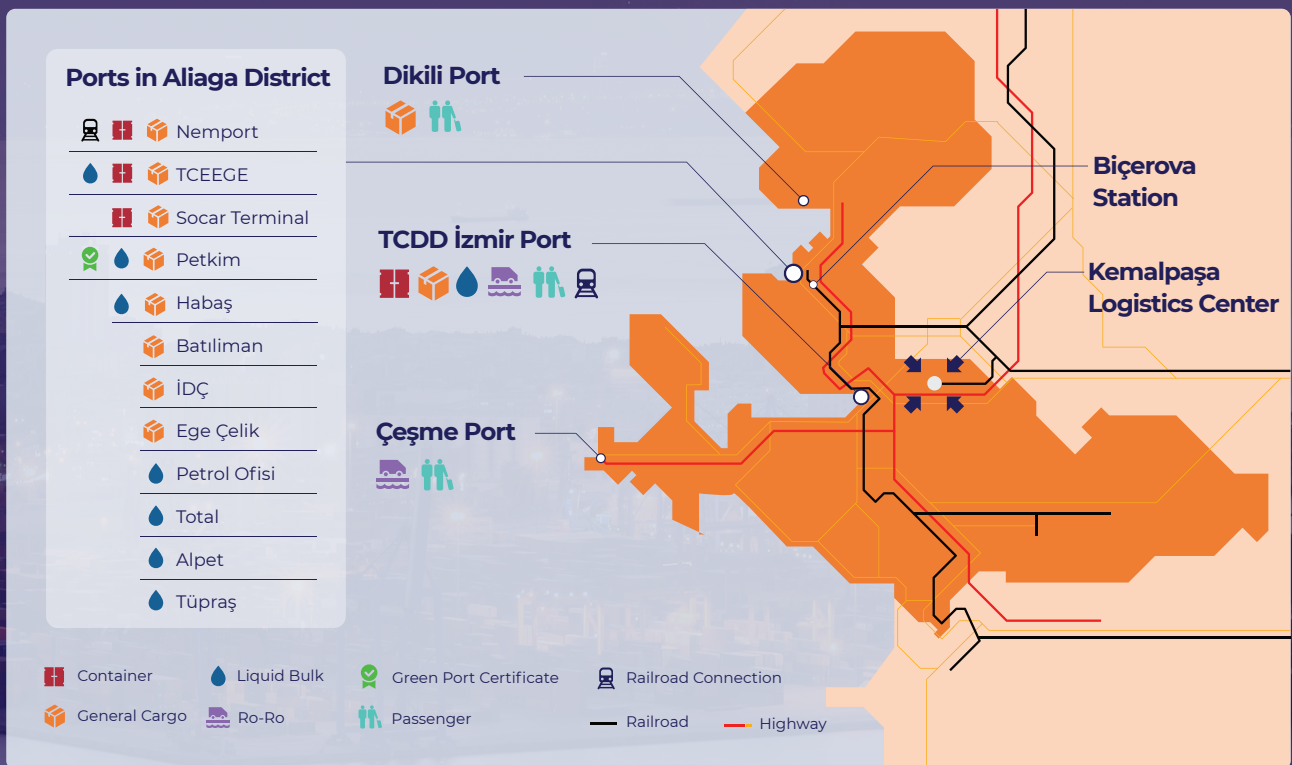 Ports in Aliaga District
Nemport
TCEEGE
Socar Terminal
Petkim
Habaş
Batıliman
İDÇ
Ege Çelik
Petrol Ofisi
Total
Alpet
Tüpraş
Dikili Port
TCDD İzmir Port
Çeşme Port
Biçerova
Station
Kemalpaşa
Logistics Center
Container
Liquid Bulk
Green Port Certificate
Railroad Connection
General Cargo
Ro-Ro
Passenger
Railroad
Highway